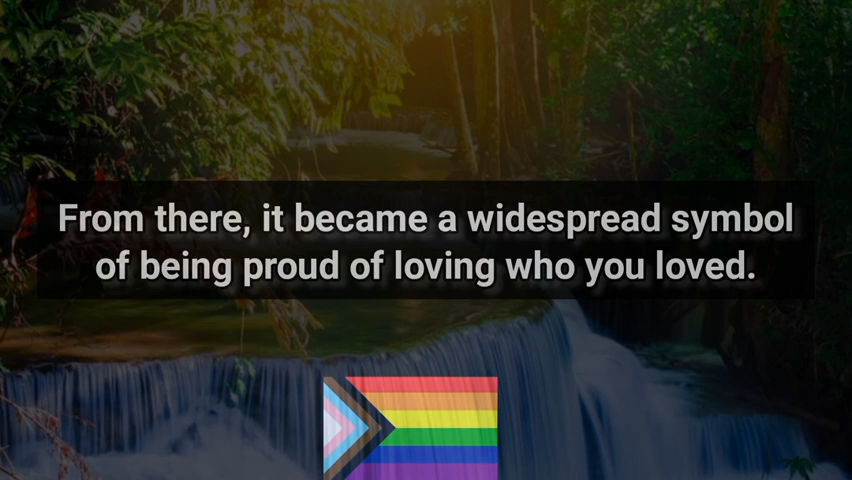 From there, it became a widespread symbol
of being proud of loving who you loved.